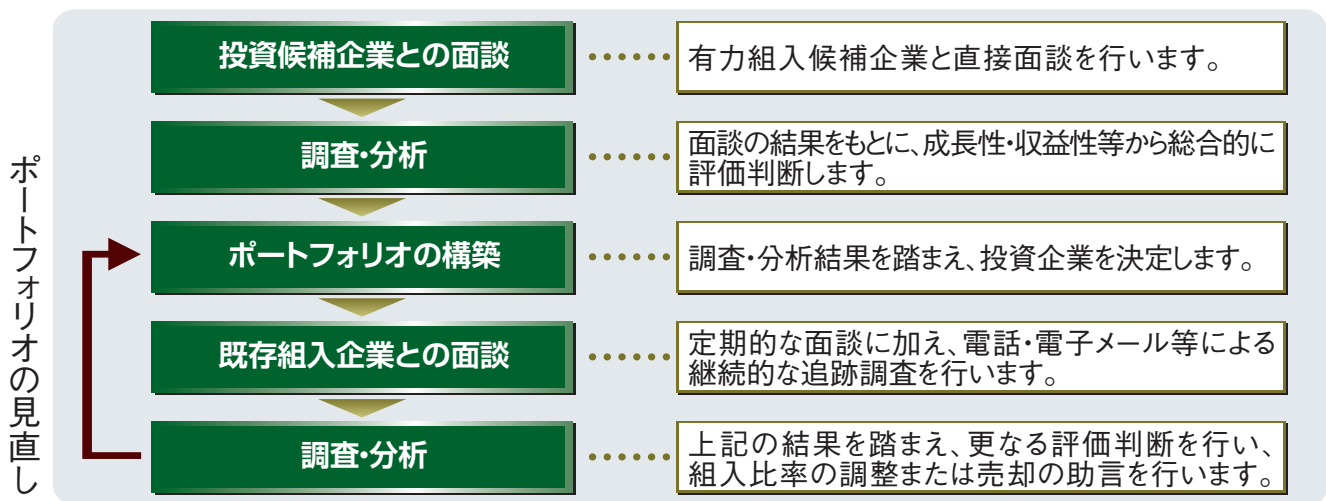 ポートフォリオの見直し
投資候補企業との面談
有力組入候補企業と直接面談を行います。
調査・分析
面談の結果をもとに、成長性・収益性等から総合的に
評価判断します。
ポートフォリオの構築
調査・分析結果を踏まえ、投資企業を決定します。
既存組入企業との面談
定期的な面談に加え、電話・電子メール等による
継続的な追跡調査を行います。
調査・分析
上記の結果を踏まえ、更なる評価判断を行い、
組入比率の調整または売却の助言を行います。